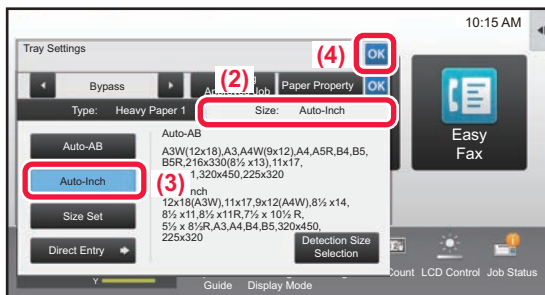 10:15 AM
Tray Settings
(4)
OK
Bypass
(2)
Job
Paper Property
OK
Type: Heavy Paper 1
Size: Auto-Inch
Auto-AB
Auto-AB
A3W(12x18),A3,A4W(9x12),A4,A5R,B4,B5,
B5R,216x330(8½ x13),11x17,
1,320x450,225x320
Auto-Inch
(3)
nch
12x18(A3W),11x17,9x12(A4W),8½ x14,
8½ x11,8½ x11R,7¼ x 10½ R,
5½ x 8½R,A3,A4,B4,B5,320x450,
225x320
Size Set
Direct Entry
Detection Size
Selection
Easy
Fax
Y
Guide
Display Mode
Count
LCD Control
Job Status